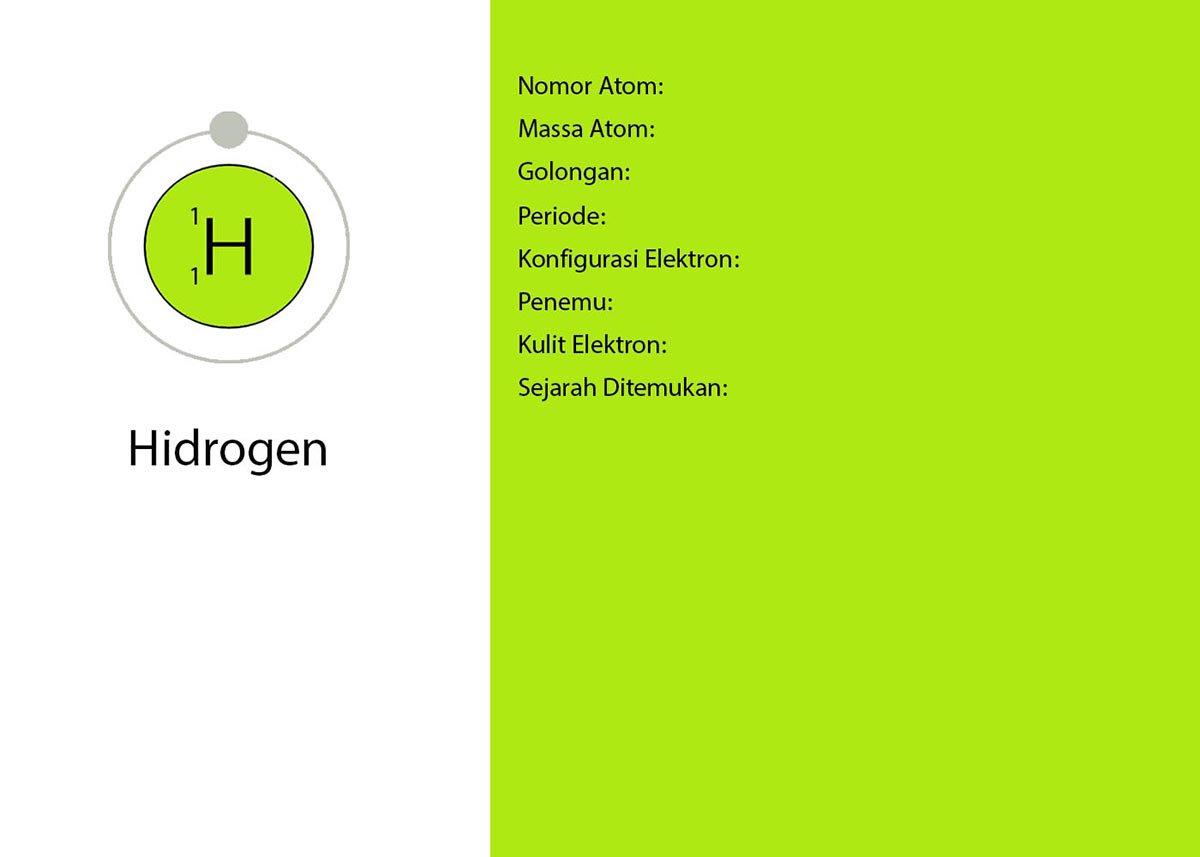 1
H
1
Hidrogen
Nomor Atom:
Massa Atom:
Golongan:
Periode:
Konfigurasi Elektron:
Penemu:
Kulit Elektron:
Sejarah Ditemukan: